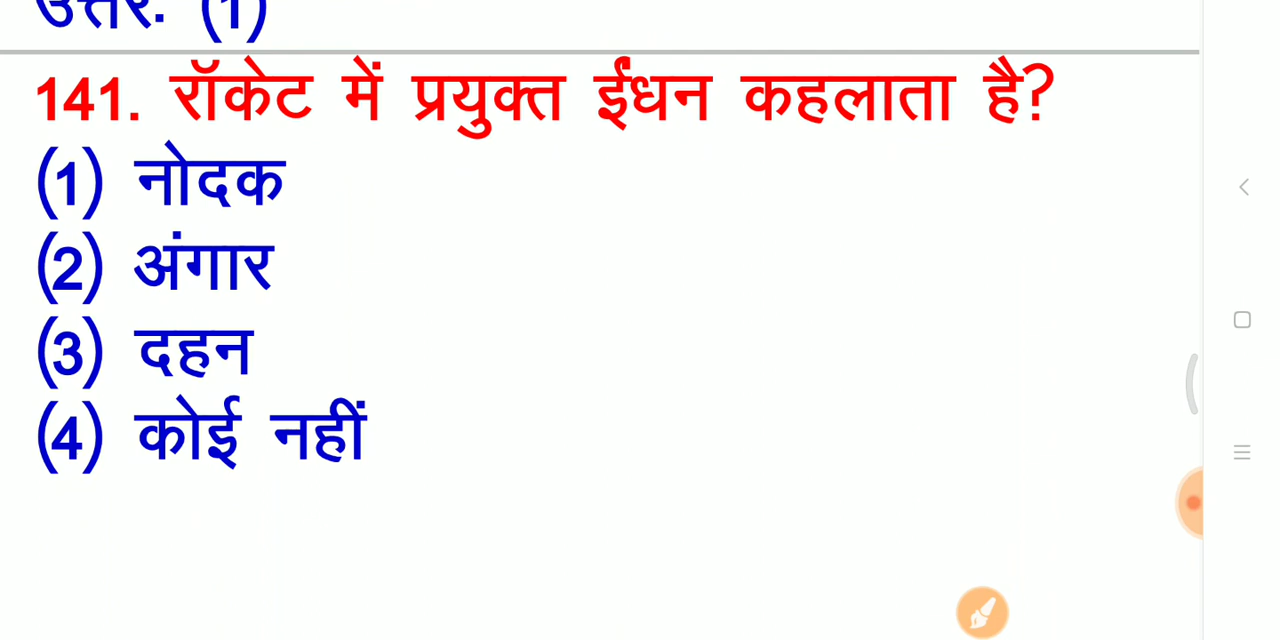 उत्तर: (1)
141. रॉकेट में प्रयुक्त ईंधन कहलाता है?
(1) नोदक
(2) अंगार
(3) दहन
(4) कोई नहीं